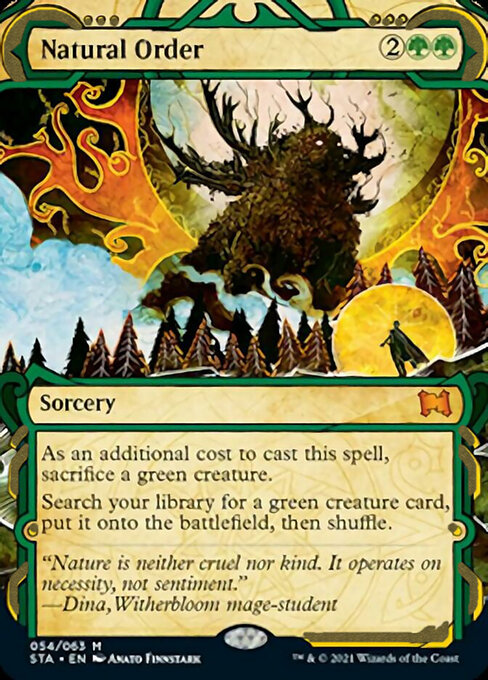 Natural Order 2
Sorcery
As an additional cost to cast this spell,
sacrifice a green creature.
Search your library for a green creature card,
put it onto the battlefield, then shuffle.
“Nature is neither cruel nor kind. It operates on
necessity, not sentiment.”
—Dina, Witherbloom mage-student
054/063 M
STA • EN Anato Finnstark
™ & © 2021 Wizards of the Coast